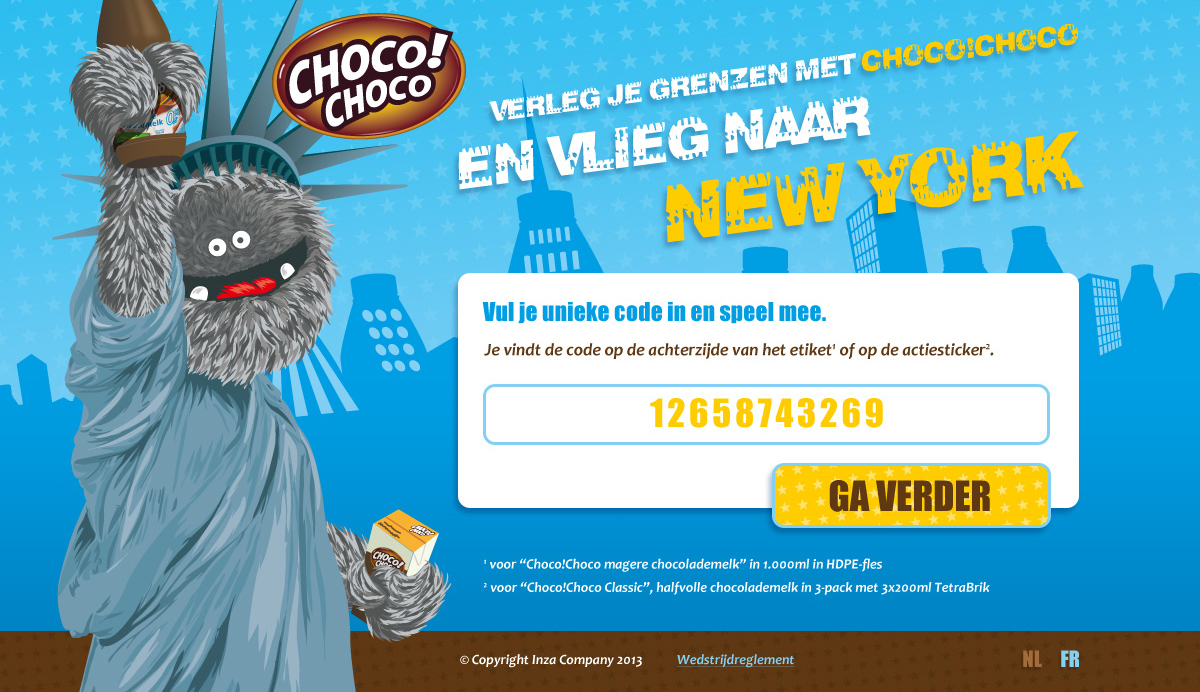 CHOCO!
CHOCO
VERLEG JE GRENZEN MET CHOCO!CHOCO
EN VLIEG NAAR
NEW YORK
Vul je unieke code in en speel mee.
Je vindt de code op de achterzijde van het etiket¹ of op de actiesticker².
12658743269
GA VERDER
CHOCO!
¹ voor “Choco!Choco magere chocolademelk” in 1.000ml in HDPE-fles
² voor “Choco!Choco Classic”, halfvolle chocolademelk in 3-pack met 3x200ml TetraBrik
© Copyright Inza Company 2013 Wedstrijdreglement NL FR